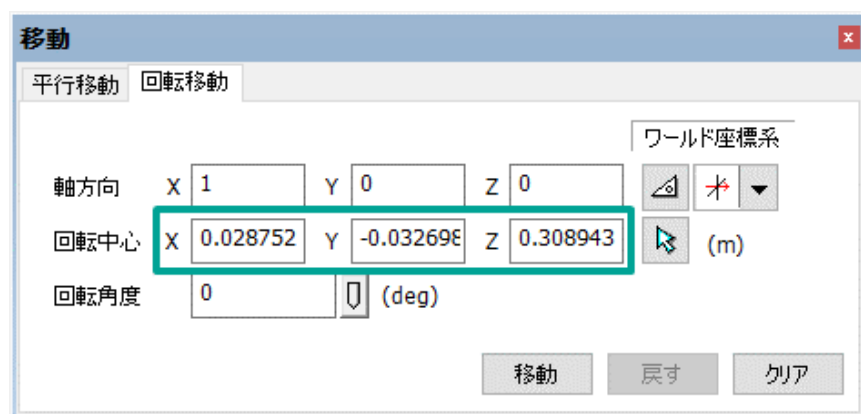 移動
平行移動 回転移動
ワールド座標系
軸方向 X 1 Y 0 Z 0
回転中心 X 0.028752 Y -0.032698 Z 0.308943 (m)
回転角度 0 (deg)
移動 戻す クリア